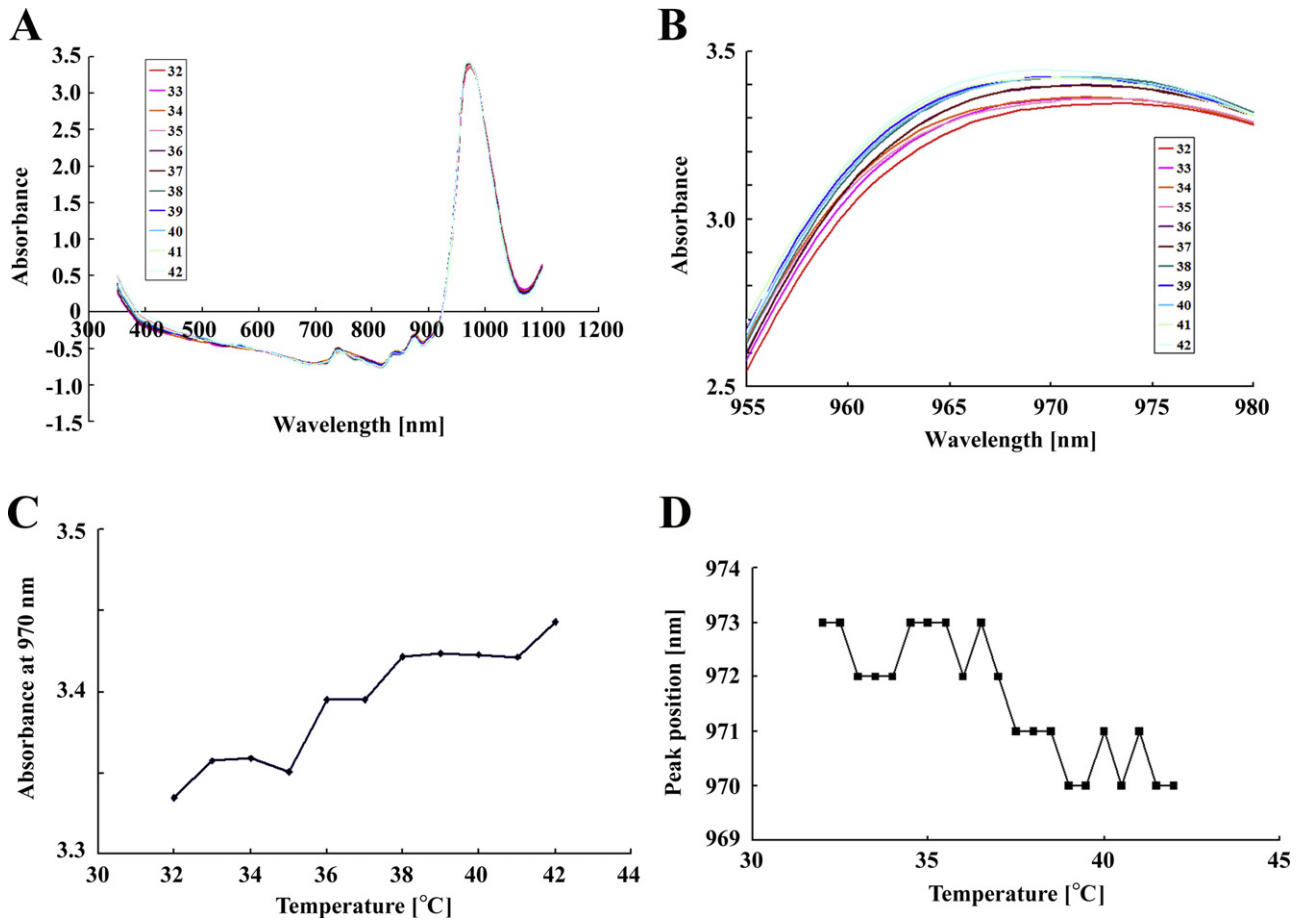 A
Absorbance
3.5
3.0
2.5
2.0
1.5
1.0
0.5
0
-0.5
-1.0
-1.5
300 400 500 600 700 800 900 1000 1100 1200
Wavelength [nm]
32
33
34
35
36
37
38
39
40
41
42
B
Absorbance
3.5
3.0
2.5
955 960 965 970 975 980
Wavelength [nm]
32
33
34
35
36
37
38
39
40
41
42
C
Absorbance at 970 nm
3.5
3.4
3.3
30 32 34 36 38 40 42 44
Temperature [°C]
D
Peak position [nm]
974
973
972
971
970
969
30 35 40 45
Temperature [°C]